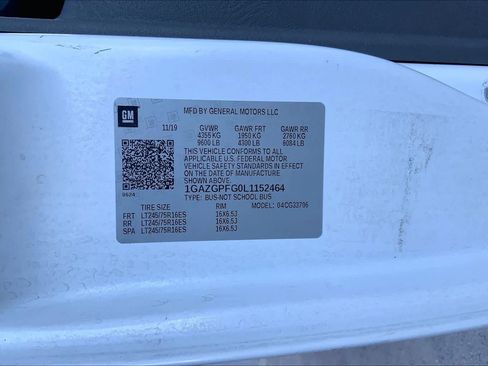 GM
MFD BY GENERAL MOTORS LLC
11/19 GVWR GAWR FRT GAWR RR
4355 KG 1950 KG 2760 KG
9600 LB 4300 LB 6084 LB
THIS VEHICLE CONFORMS TO ALL
APPLICABLE U.S. FEDERAL MOTOR
VEHICLE SAFETY STANDARDS IN EFFECT
ON THE DATE OF MANUFACTURE
SHOWN ABOVE.
1GAZGPFG0L1152464
TYPE: BUS-NOT SCHOOL BUS
TIRE SIZE RIM MODEL: 04CG33706
FRT LT245/75R16ES 16X6.5J
RR LT245/75R16ES 16X6.5J
SPA LT245/75R16ES 16X6.5J